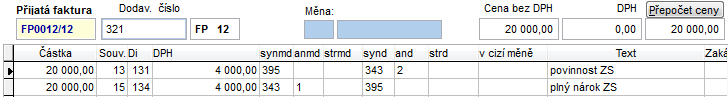 Přijatá faktura Dodav. číslo Měna: Cena bez DPH DPH Přepočet ceny
FP0012/12 321 FP 12 20 000,00 0,00 20 000,00
Částka Souv. Di DPH synmd anmd strmd synd and strd v cizí měně Text Zaká
20 000,00 13 131 4 000,00 395 343 2 povinnost ZS
20 000,00 15 134 4 000,00 343 1 395 plný nárok ZS